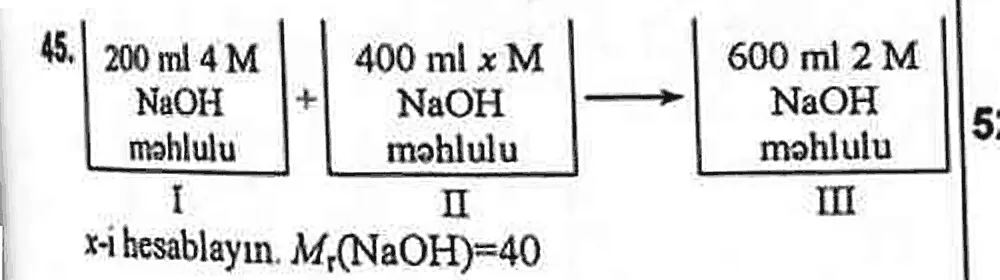 45. 200 ml 4 M
NaOH
məhlulu
I
+
400 ml x M
NaOH
məhlulu
II
600 ml 2 M
NaOH
məhlulu
III
x-i hesablayın. Mᵣ(NaOH)=40